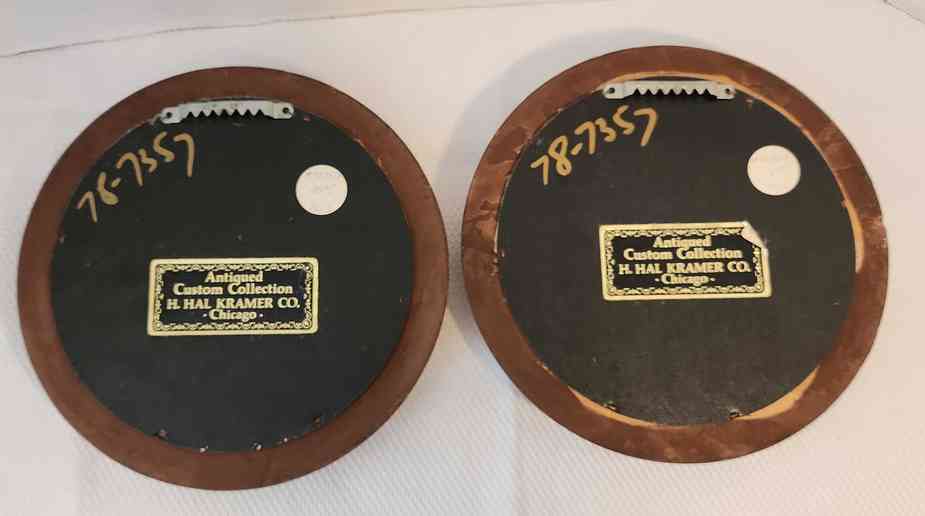 78-7357
Antiqued
Custom Collection
H. HAL KRAMER CO.
· Chicago ·
78-7357
Antiqued
Custom Collection
H. HAL KRAMER CO.
· Chicago ·